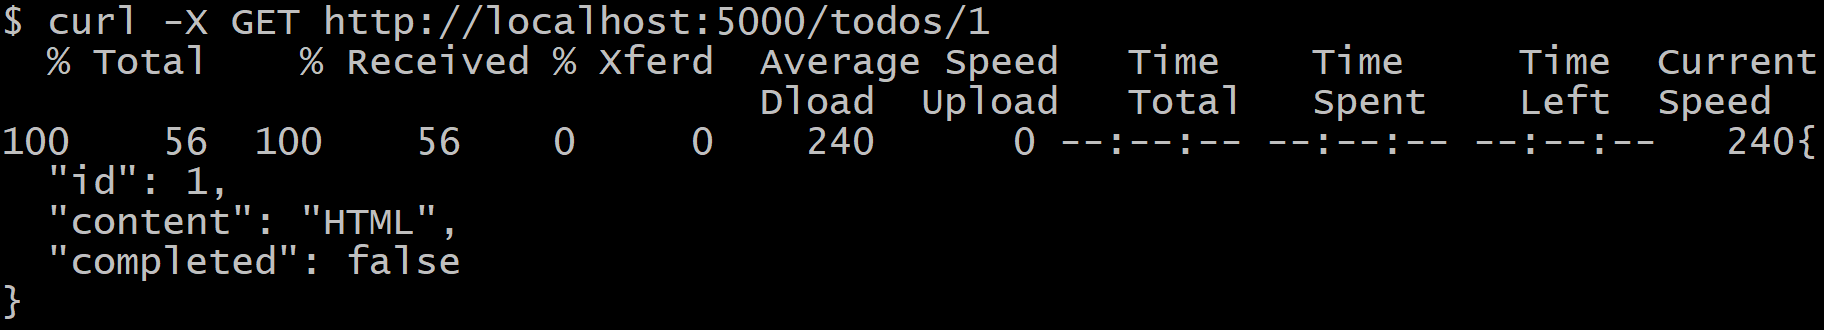 $ curl -X GET http://localhost:5000/todos/1
  % Total    % Received % Xferd  Average Speed   Time    Time     Time  Current
                                 Dload  Upload   Total   Spent    Left  Speed
100    56  100    56    0     0    240      0 --:--:-- --:--:-- --:--:--   240{
  "id": 1,
  "content": "HTML",
  "completed": false
}